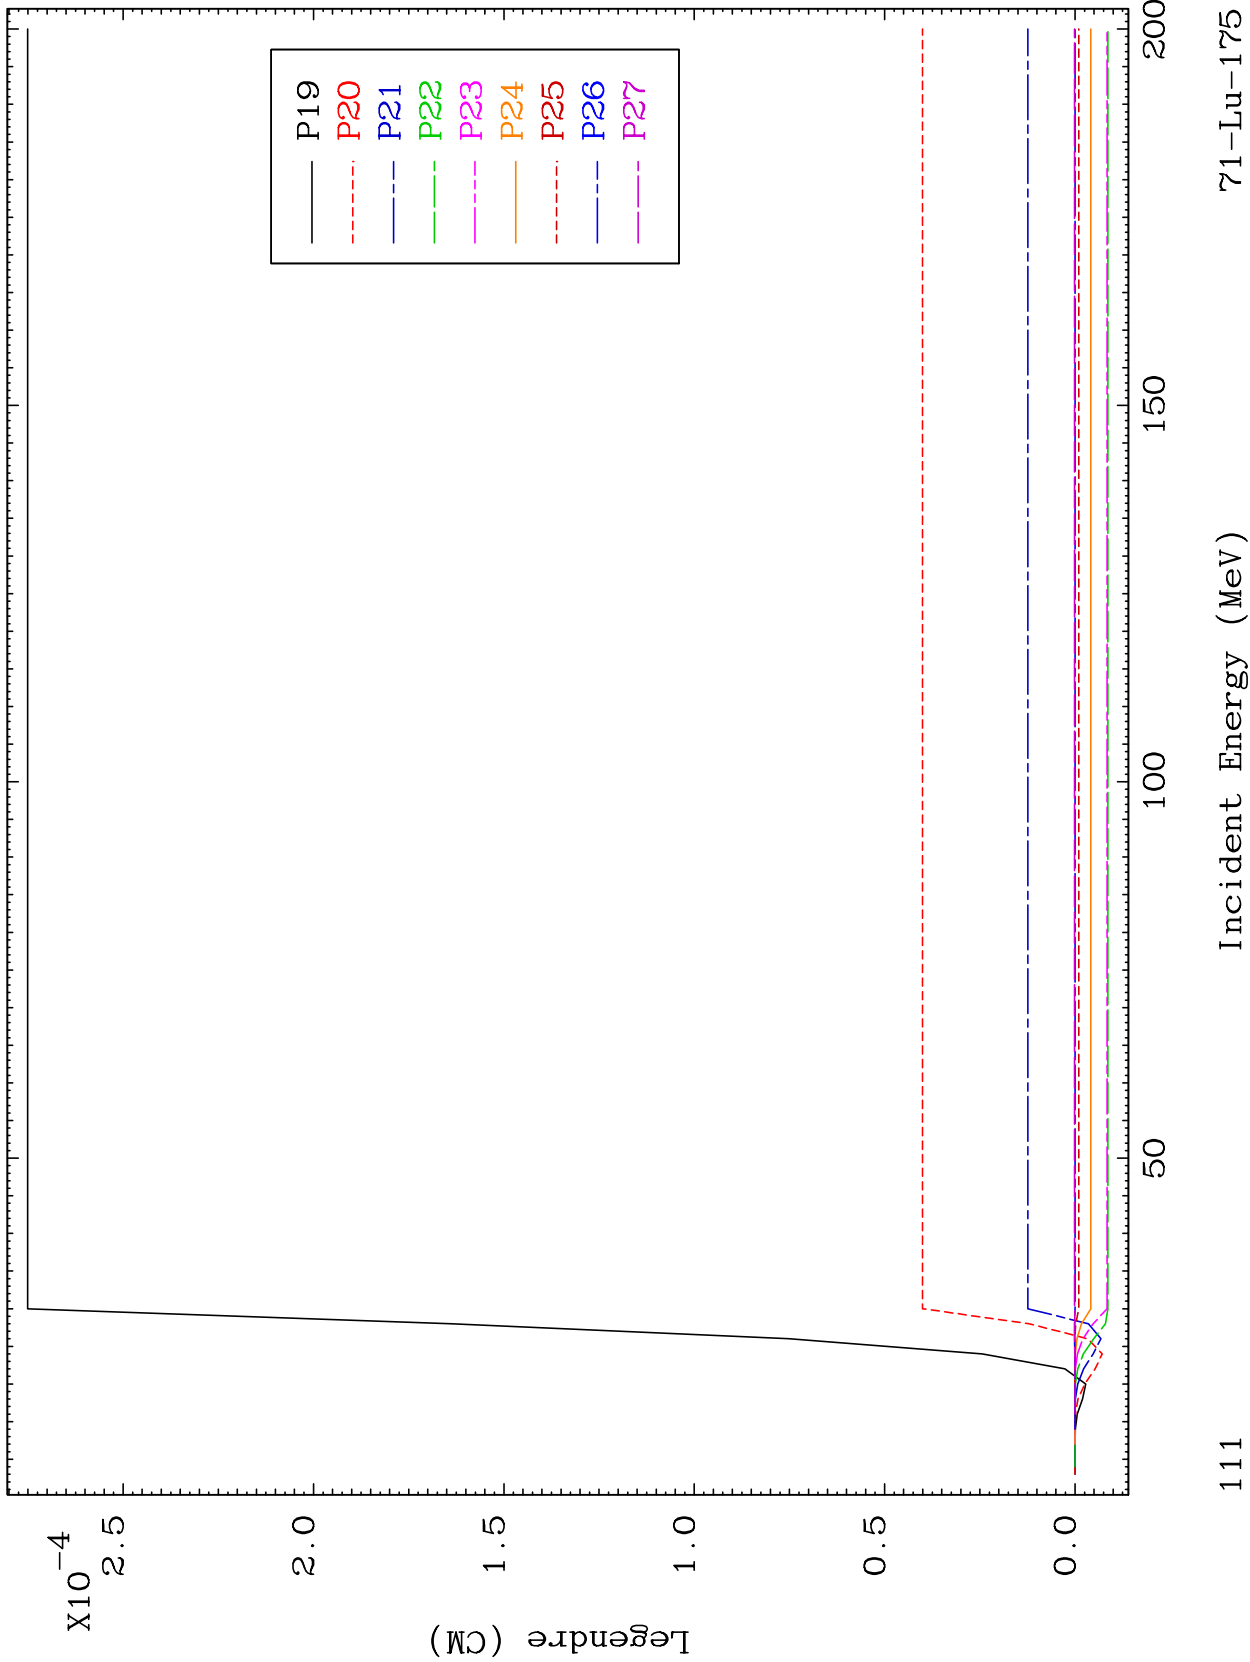 X10-4
2.5
2.0
1.5
1.0
0.5
0.0
Legendre (CM)
P19
P20
P21
P22
P23
P24
P25
P26
P27
50
100
150
200
111
Incident Energy (MeV)
71-Lu-175